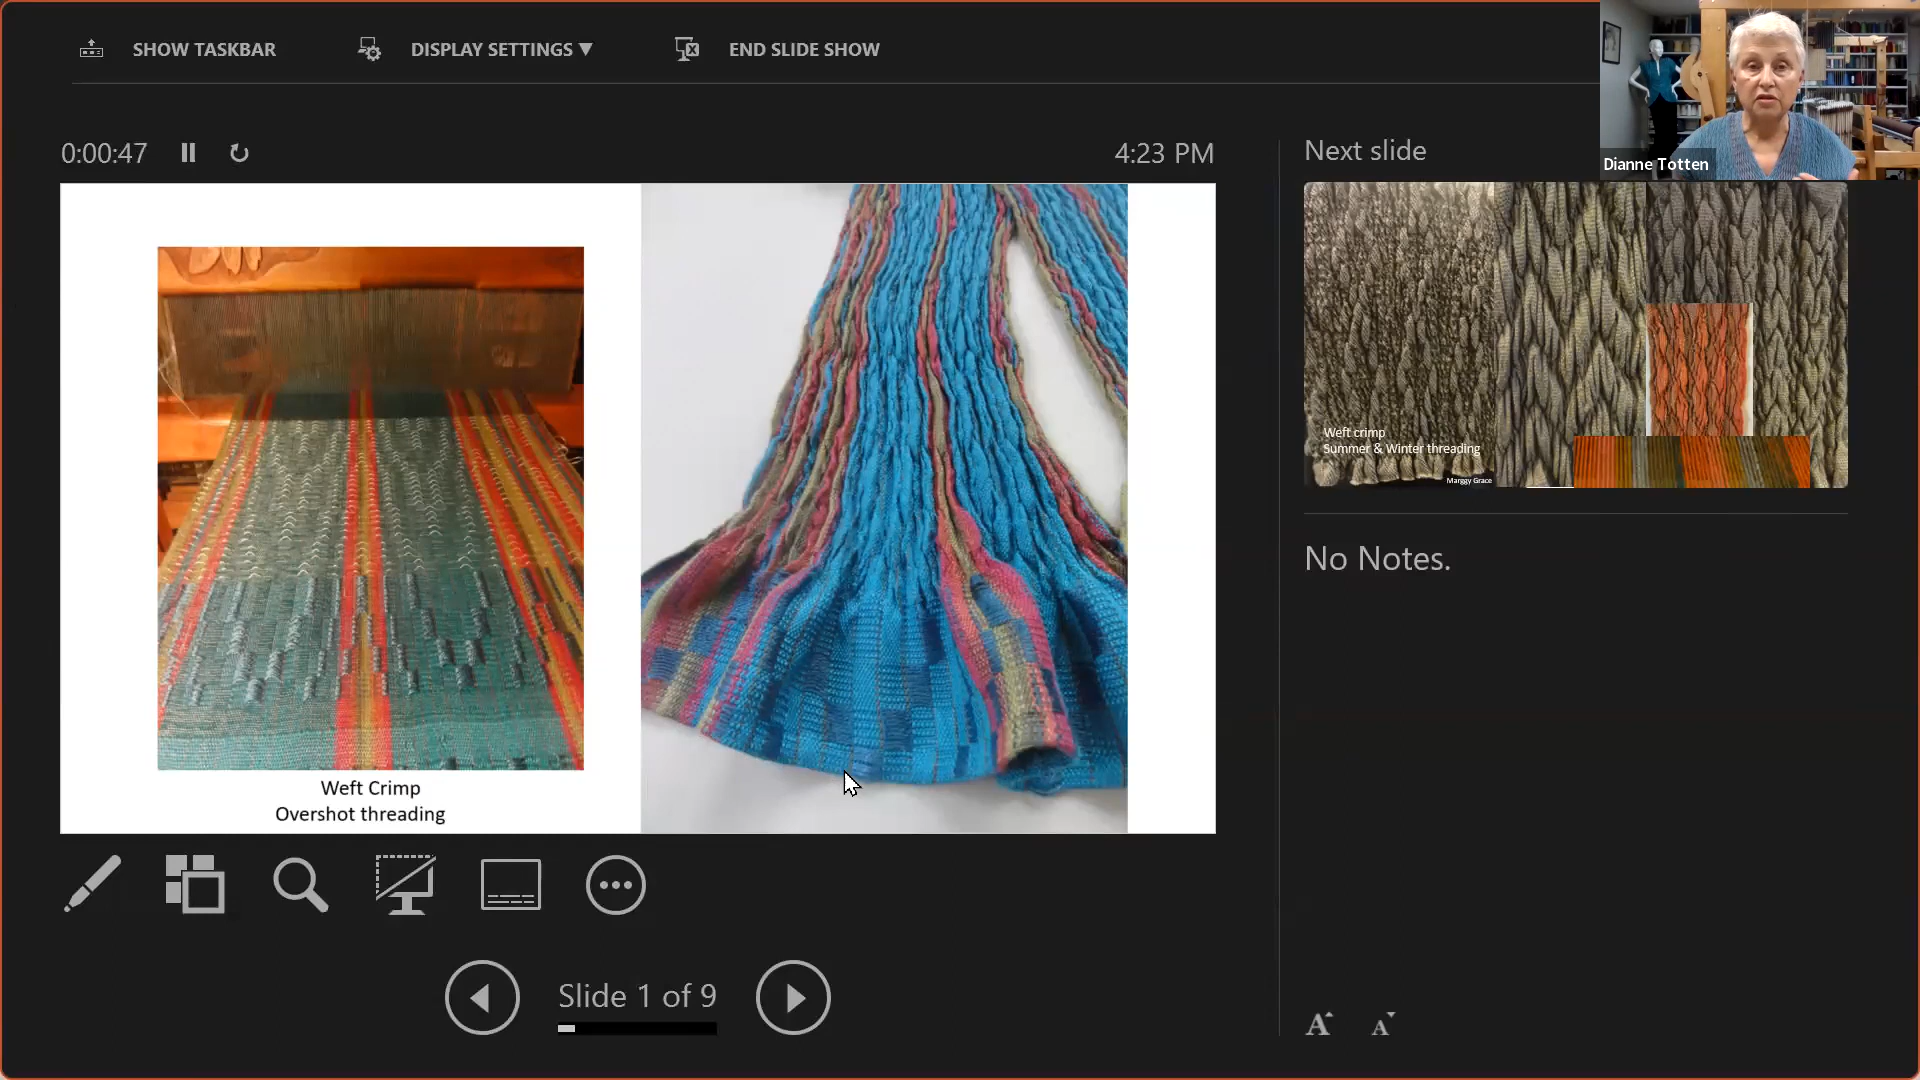 SHOW TASKBAR
DISPLAY SETTINGS ▼
END SLIDE SHOW
Dianne Totten
0:00:47
4:23 PM
Next slide
Weft crimp
Summer & Winter threading
Marggy Grace
Weft Crimp
Overshot threading
No Notes.
Slide 1 of 9
A A